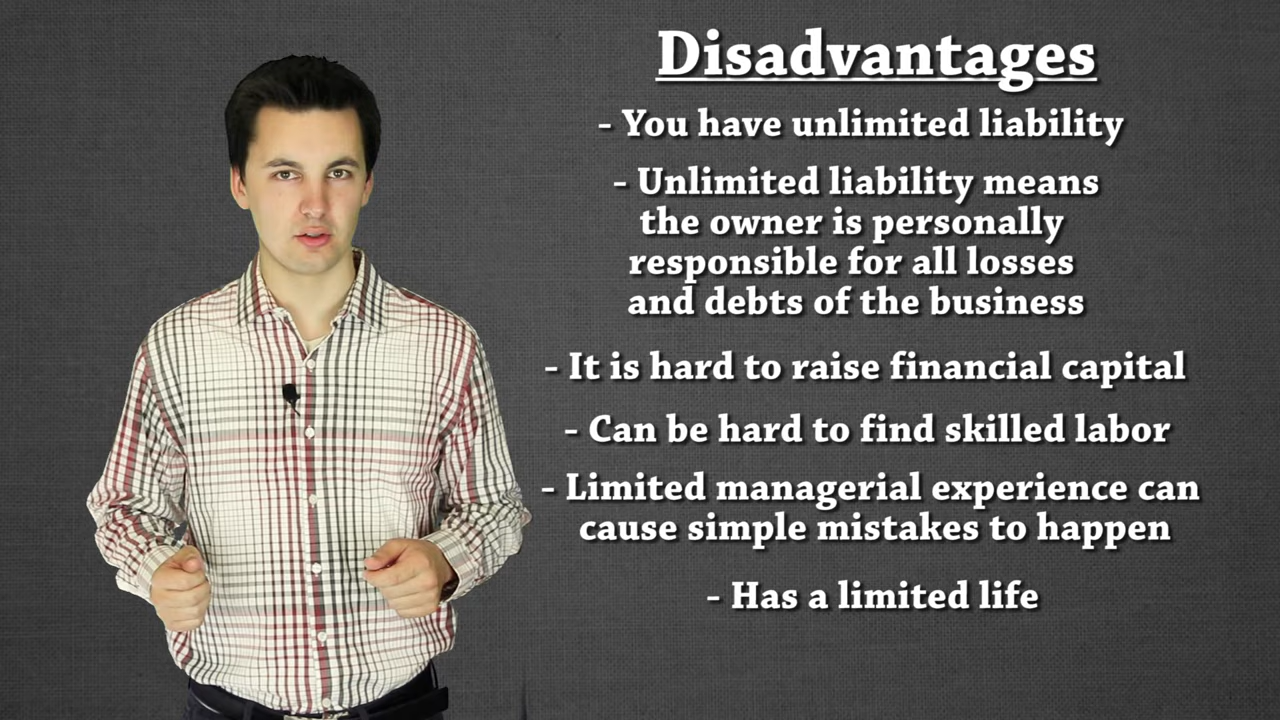 Disadvantages
- You have unlimited liability
- Unlimited liability means
the owner is personally
responsible for all losses
and debts of the business
- It is hard to raise financial capital
- Can be hard to find skilled labor
- Limited managerial experience can
cause simple mistakes to happen
- Has a limited life